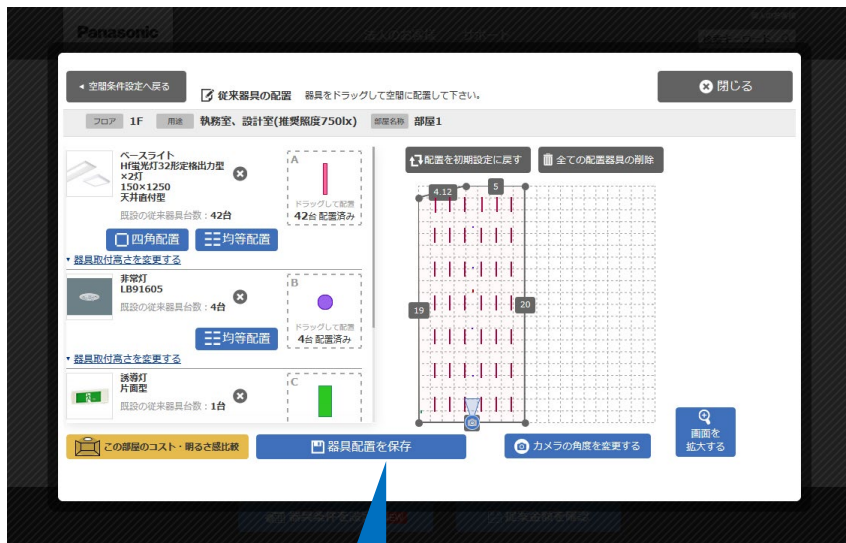 Panasonic
法人のお客様 サポート
◂ 空間条件設定へ戻る
従来器具の配置 器具をドラッグして空間に配置して下さい。
閉じる
フロア 1F 用途 執務室、設計室(推奨照度750lx) 部屋名称 部屋1
ベースライト
Hf蛍光灯32形定格出力型
×2灯
150×1250
天井直付型
既設の従来器具台数：42台
A
ドラッグして配置
42台 配置済み
四角配置 均等配置
▾ 器具取付高さを変更する
非常灯
LB91605
既設の従来器具台数：4台
B
ドラッグして配置
4台 配置済み
均等配置
▾ 器具取付高さを変更する
誘導灯
片面型
既設の従来器具台数：1台
C
配置を初期設定に戻す 全ての配置器具の削除
4.12 5
19 20
この部屋のコスト・明るさ感比較
器具配置を保存
カメラの角度を変更する
画面を
拡大する